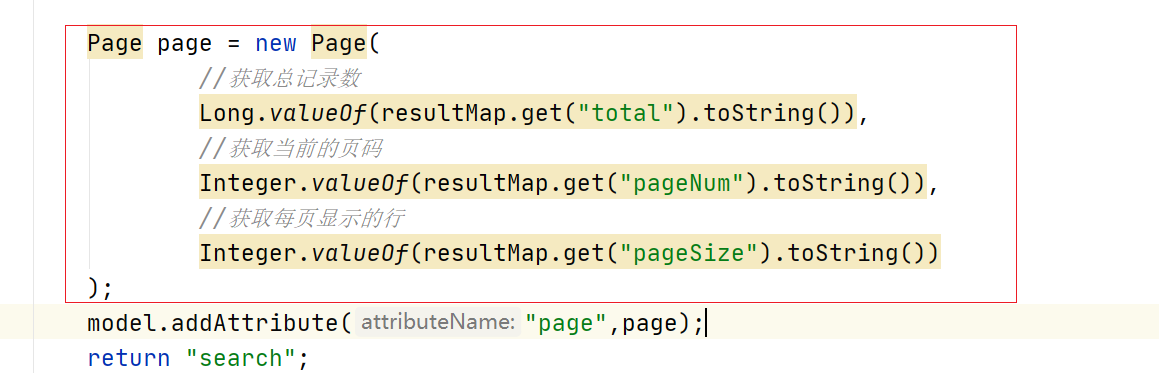 Page page = new Page(
//获取总记录数
Long.valueOf(resultMap.get("total").toString()),
//获取当前的页码
Integer.valueOf(resultMap.get("pageNum").toString()),
//获取每页显示的行
Integer.valueOf(resultMap.get("pageSize").toString())
);
model.addAttribute( attributeName: "page",page);
return "search";